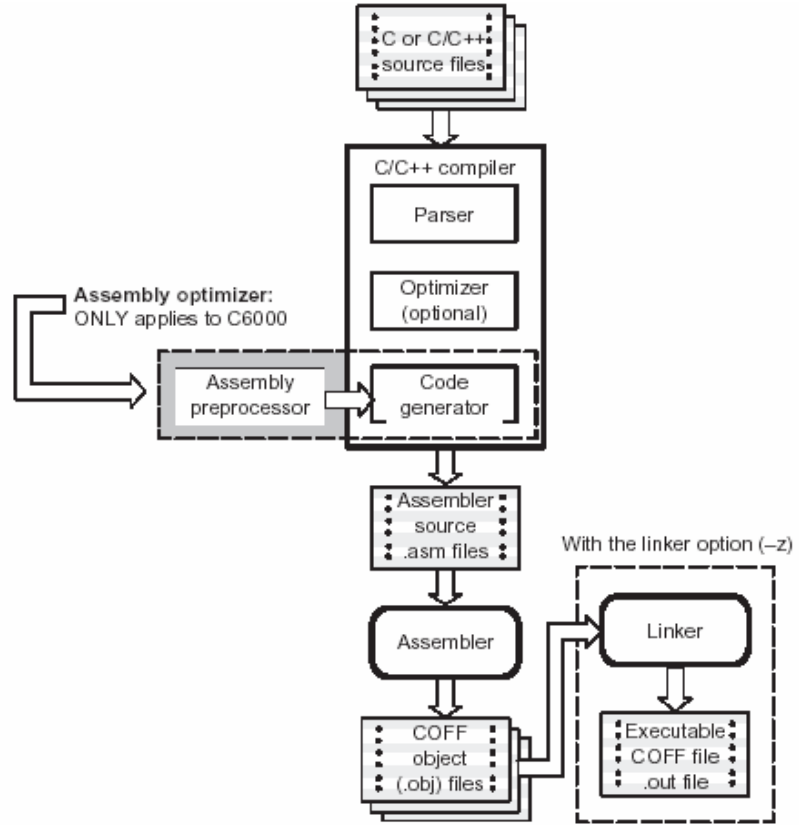 C or C/C++
source files
C/C++ compiler
Parser
Optimizer
(optional)
Assembly optimizer:
ONLY applies to C6000
Assembly
preprocessor
Code
generator
Assembler
source
.asm files
With the linker option (–z)
Assembler
Linker
COFF
object
(.obj) files
Executable
COFF file
.out file